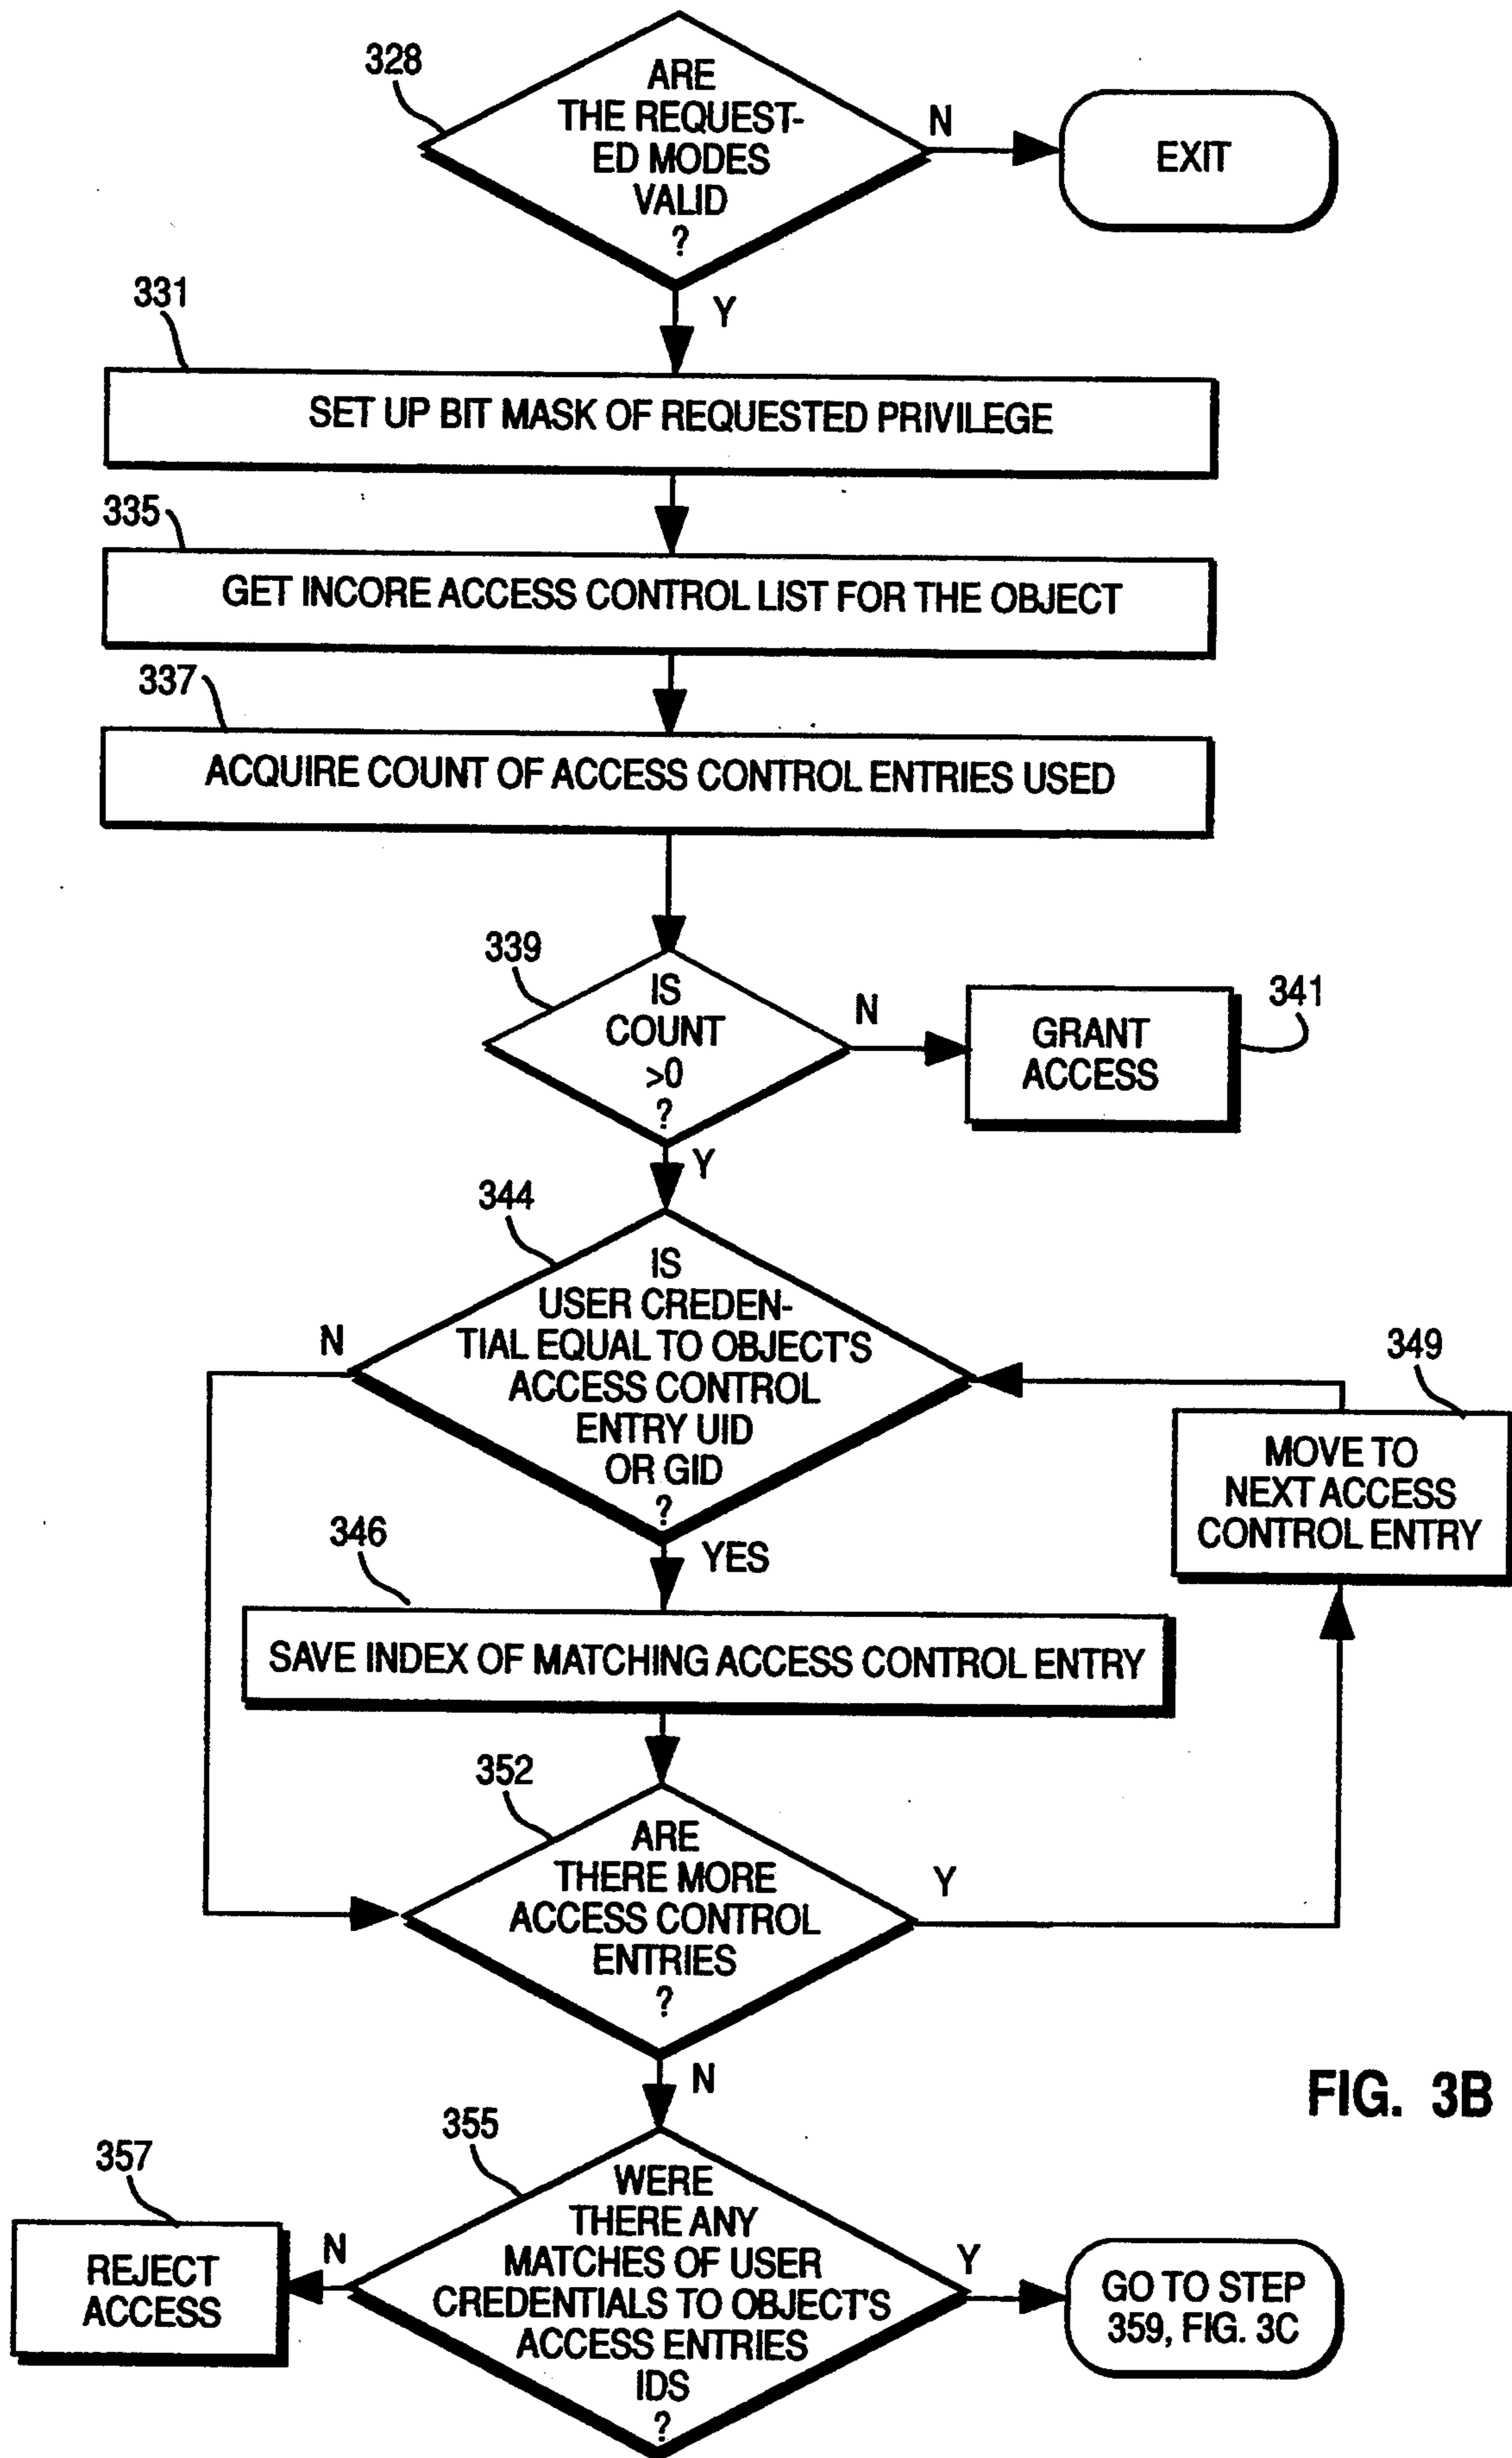 328
ARE
THE REQUEST-
ED MODES
VALID
?
N
EXIT
Y
331
SET UP BIT MASK OF REQUESTED PRIVILEGE
335
GET INCORE ACCESS CONTROL LIST FOR THE OBJECT
337
ACQUIRE COUNT OF ACCESS CONTROL ENTRIES USED
339
IS
COUNT
>0
?
N
GRANT
ACCESS
341
Y
344
IS
USER CREDEN-
TIAL EQUAL TO OBJECT'S
ACCESS CONTROL
ENTRY UID
OR GID
?
N
349
MOVE TO
NEXT ACCESS
CONTROL ENTRY
YES
346
SAVE INDEX OF MATCHING ACCESS CONTROL ENTRY
352
ARE
THERE MORE
ACCESS CONTROL
ENTRIES
?
Y
N
FIG. 3B
355
WERE
THERE ANY
MATCHES OF USER
CREDENTIALS TO OBJECT'S
ACCESS ENTRIES
IDS
?
357
REJECT
ACCESS
N
Y
GO TO STEP
359, FIG. 3C